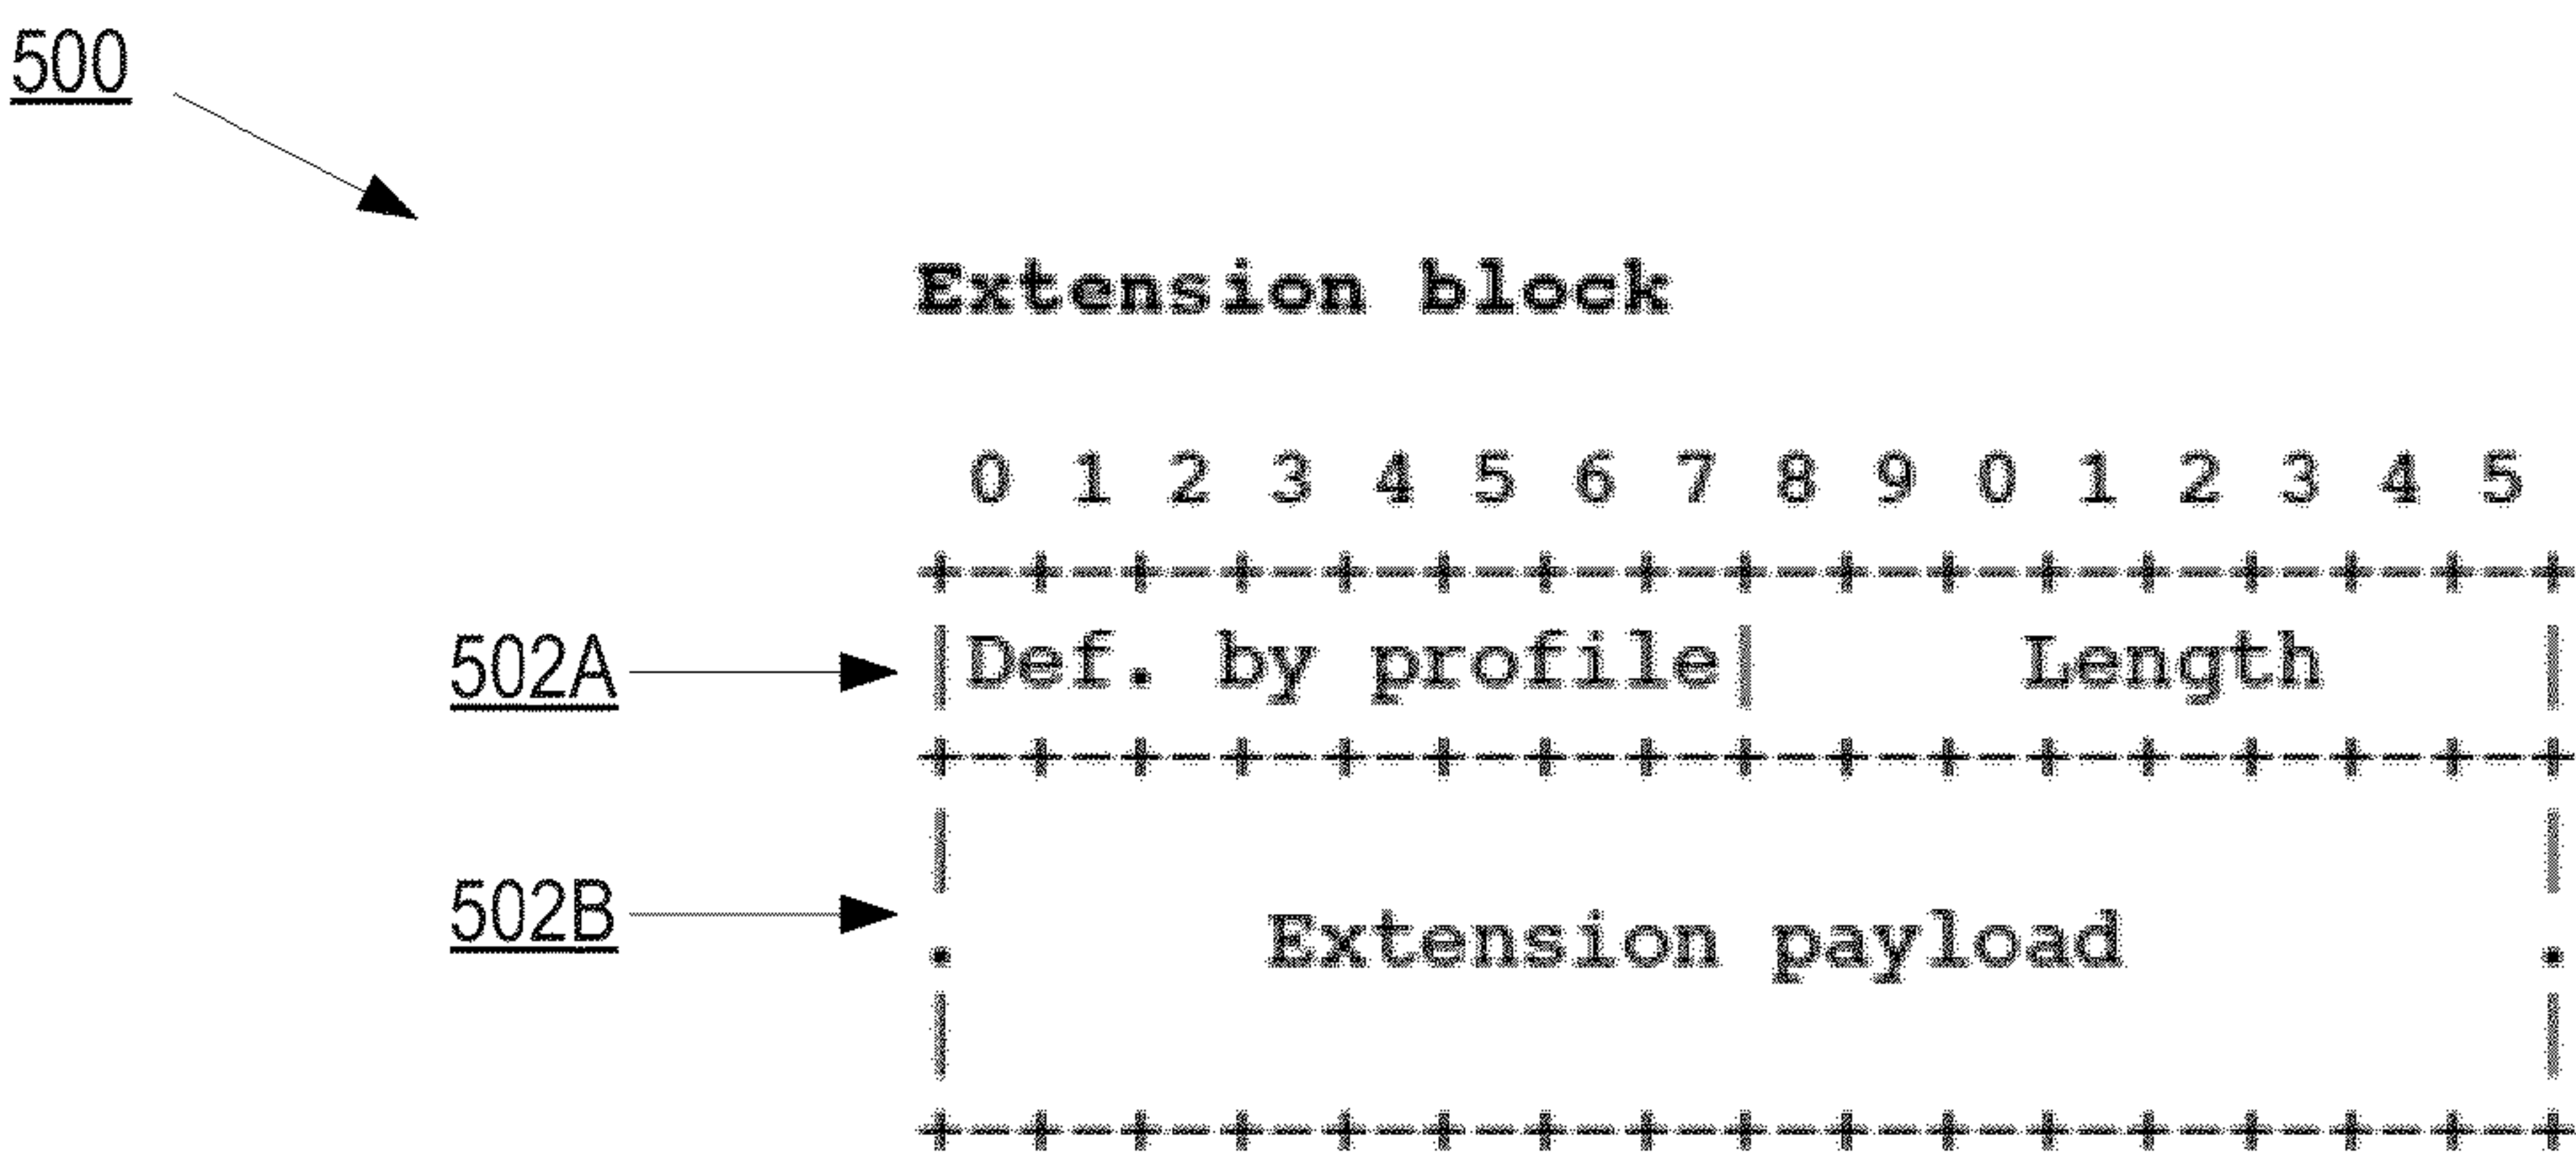 500
Extension block
0 1 2 3 4 5 6 7 8 9 0 1 2 3 4 5
+-+-+-+-+-+-+-+-+-+-+-+-+-+-+-+-+
502A |Def. by profile| Length |
+-+-+-+-+-+-+-+-+-+-+-+-+-+-+-+-+
| |
502B . Extension payload .
| |
+-+-+-+-+-+-+-+-+-+-+-+-+-+-+-+-+